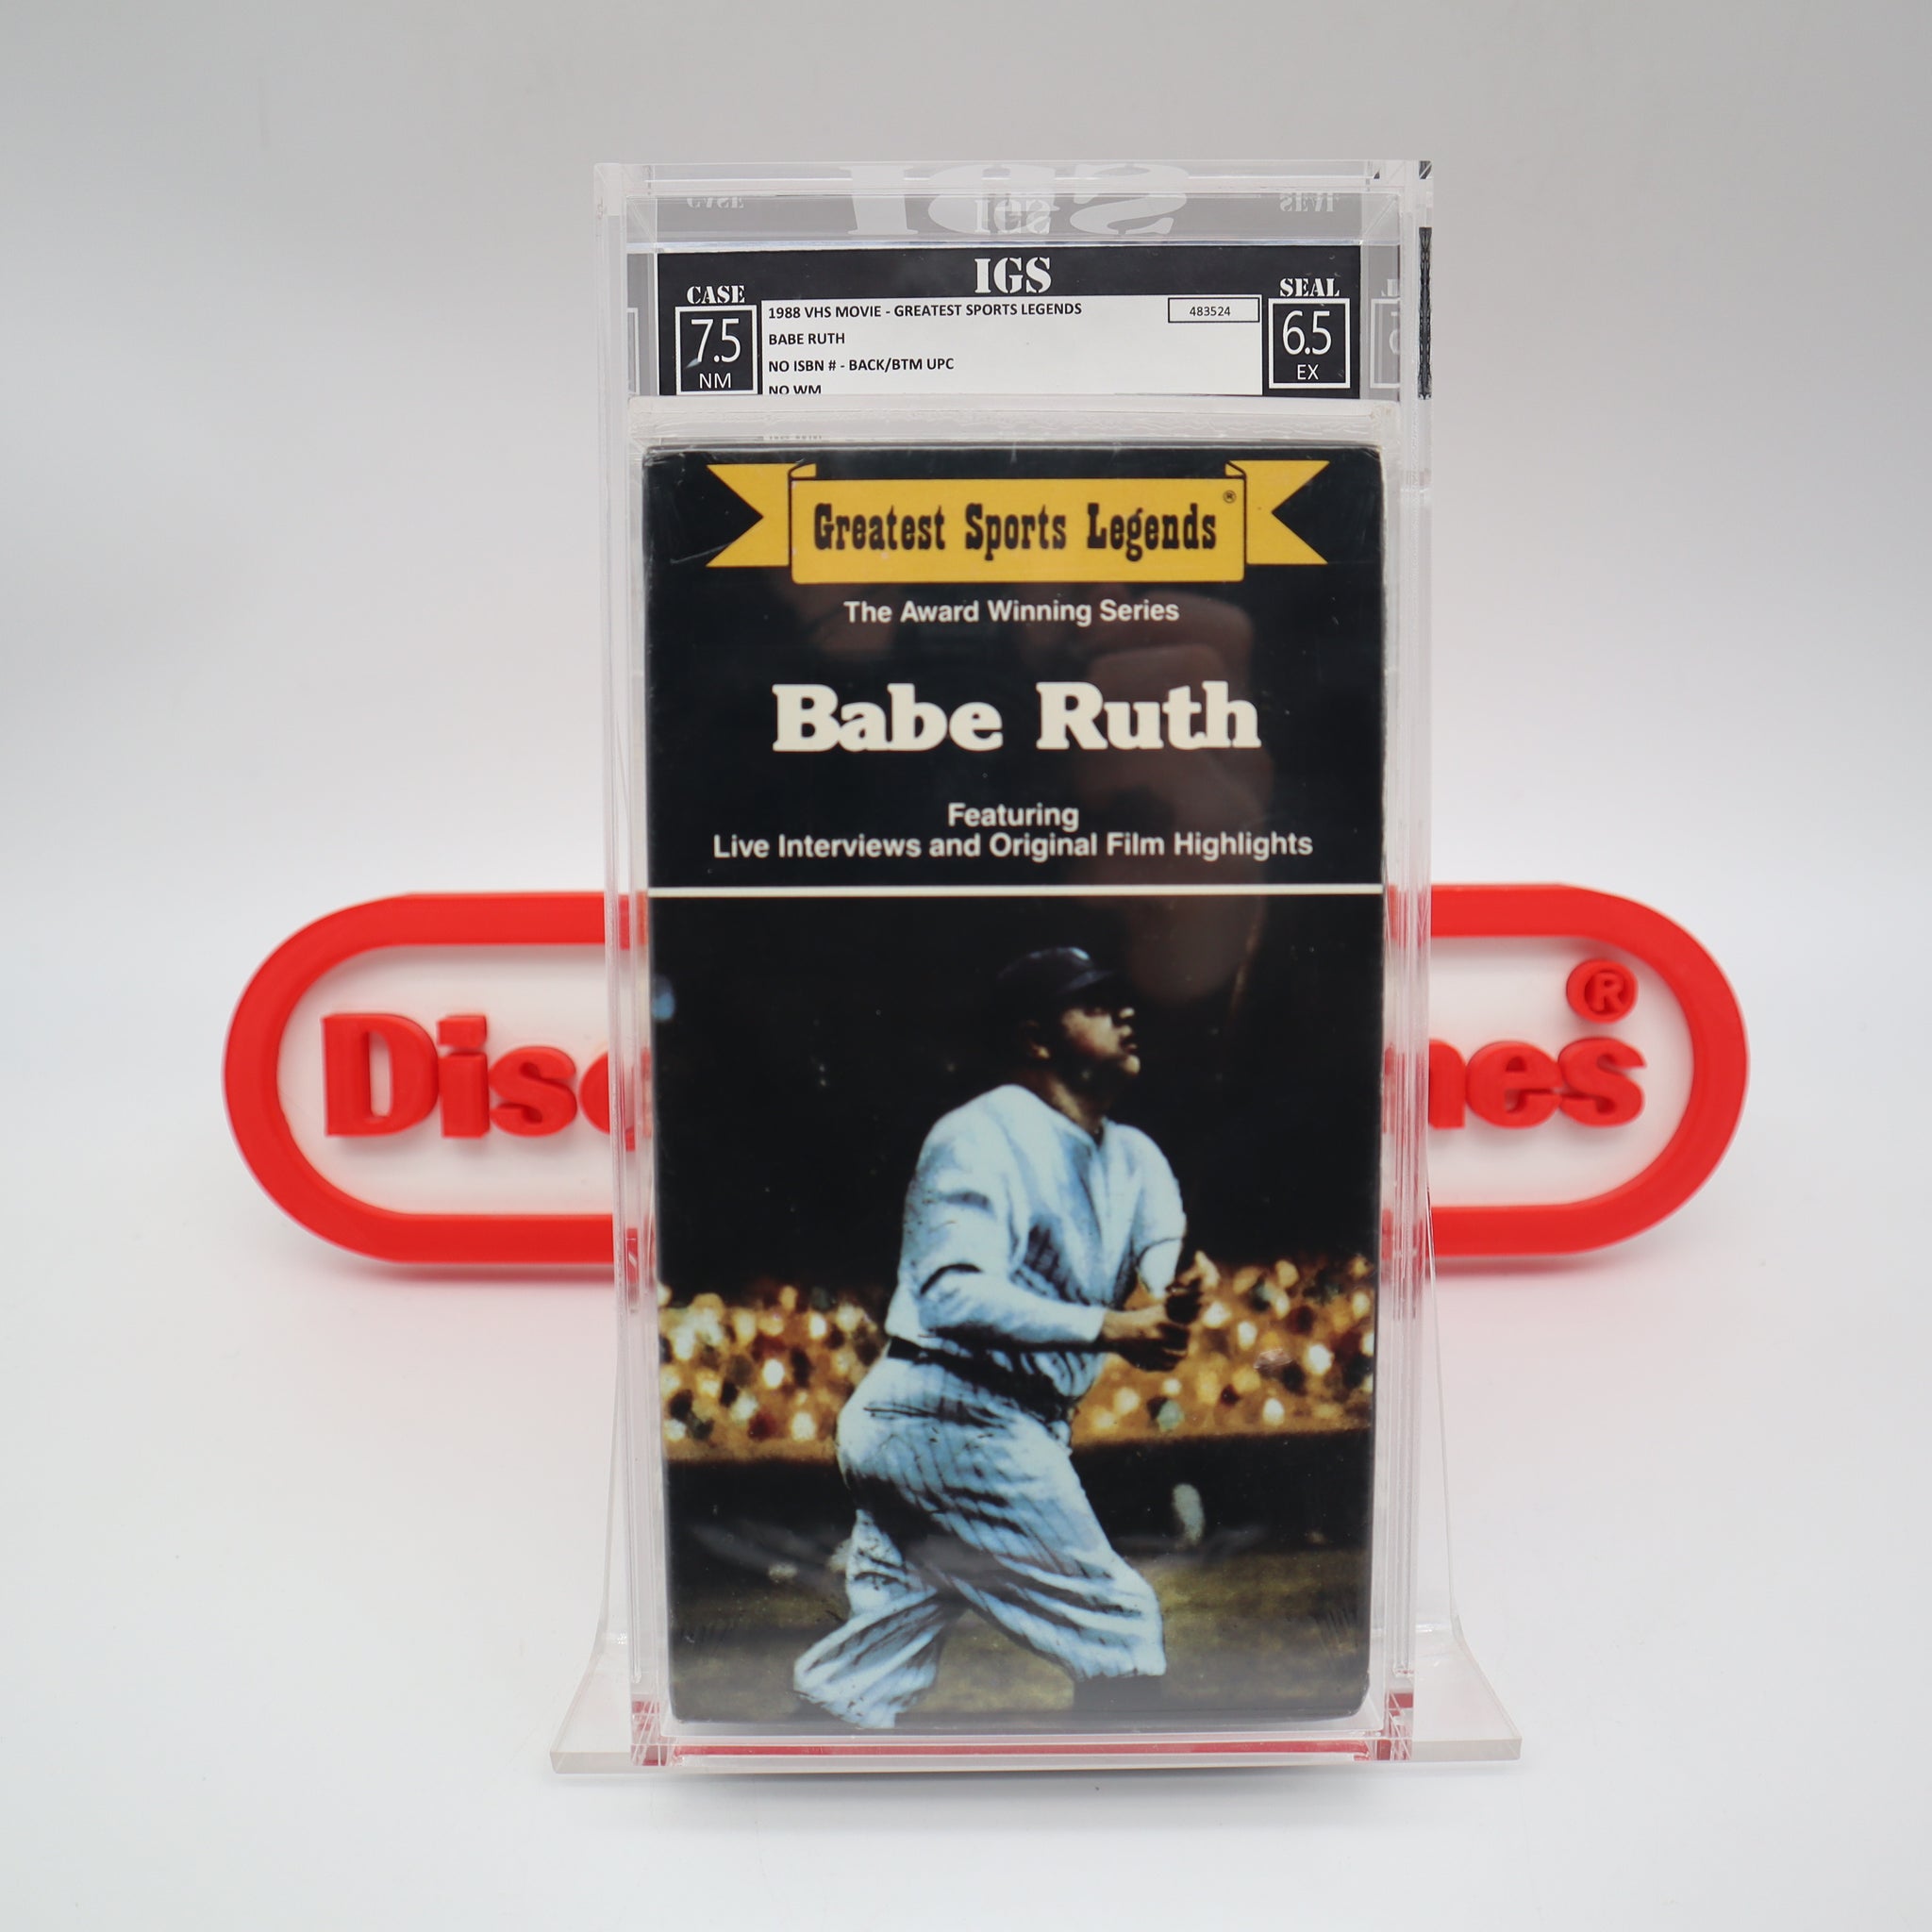 IGS
CASE
7.5
NM
1988 VHS MOVIE - GREATEST SPORTS LEGENDS
483524
BABE RUTH
NO ISBN # - BACK/BTM UPC
NO WM
SEAL
6.5
EX
Greatest Sports Legends®
The Award Winning Series
Babe Ruth
Featuring
Live Interviews and Original Film Highlights
Dis
nes®